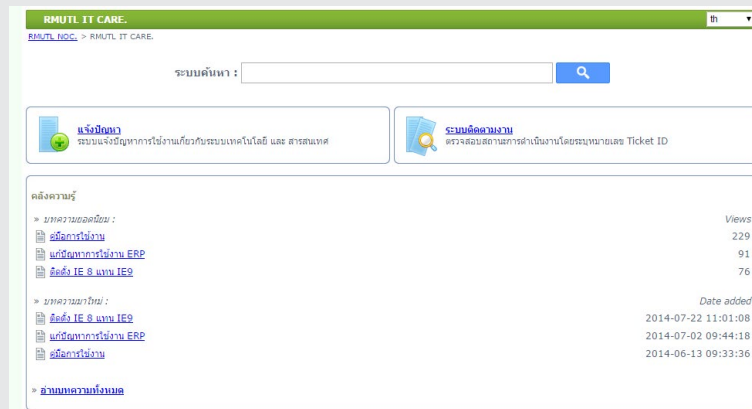 RMUTL IT CARE.
th
RMUTL NOC. > RMUTL IT CARE.
ระบบค้นหา :
แจ้งปัญหา
ระบบแจ้งปัญหาการใช้งานเกี่ยวกับระบบเทคโนโลยี และ สารสนเทศ
ระบบติดตามงาน
ตรวจสอบสถานะการดำเนินงานโดยระบุหมายเลข Ticket ID
คลังความรู้
» บทความยอดนิยม : Views
คู่มือการใช้งาน 229
แก้ปัญหาการใช้งาน ERP 91
ติดตั้ง IE 8 แทน IE9 76
» บทความมาใหม่ : Date added
ติดตั้ง IE 8 แทน IE9 2014-07-22 11:01:08
แก้ปัญหาการใช้งาน ERP 2014-07-02 09:44:18
คู่มือการใช้งาน 2014-06-13 09:33:36
» อ่านบทความทั้งหมด